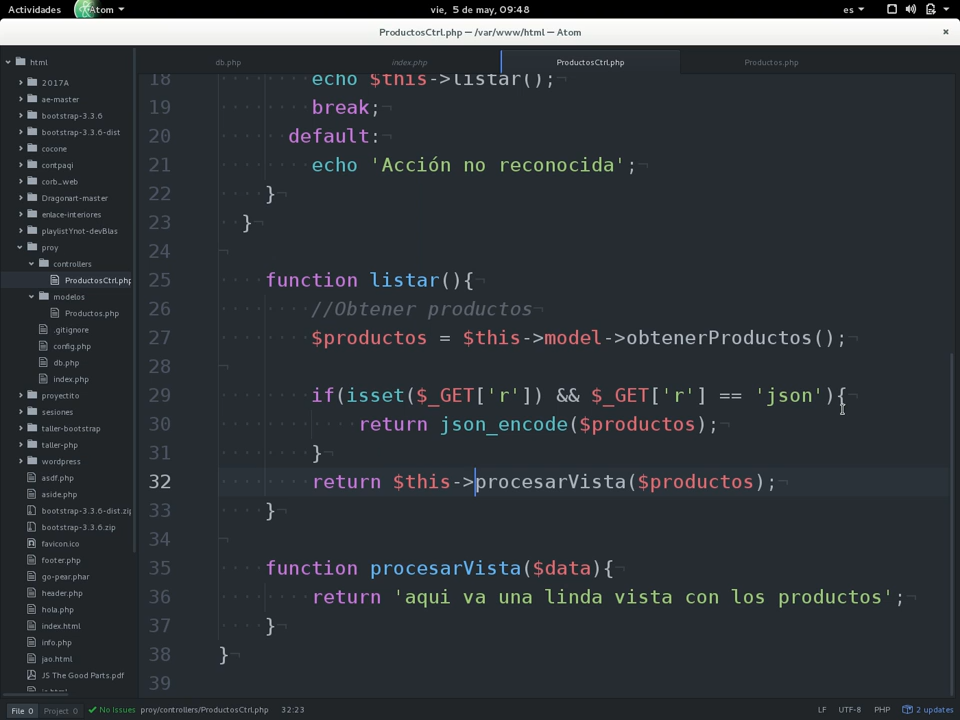 Actividades
Atom
vie, 5 de may, 09:48
es
ProductosCtrl.php — /var/www/html — Atom
html
2017A
ae-master
bootstrap-3.3.6
bootstrap-3.3.6-dist
cocone
contpaqi
corb_web
Dragonart-master
enlace-interiores
playlistYnot-devBlas
proy
controllers
ProductosCtrl.php
modelos
Productos.php
.gitignore
config.php
db.php
index.php
proyectito
sesiones
taller-bootstrap
taller-php
wordpress
asdf.php
aside.php
bootstrap-3.3.6-dist.zip
bootstrap-3.3.6.zip
favicon.ico
footer.php
go-pear.phar
header.php
hola.php
index.html
info.php
jao.html
JS The Good Parts.pdf
db.php
index.php
ProductosCtrl.php
Productos.php
18 echo $this->listar();
19 break;
20 default:
21 echo 'Acción no reconocida';
22 }
23 }
24
25 function listar(){
26 //Obtener productos
27 $productos = $this->model->obtenerProductos();
28
29 if(isset($_GET['r']) && $_GET['r'] == 'json'){
30 return json_encode($productos);
31 }
32 return $this->procesarVista($productos);
33 }
34
35 function procesarVista($data){
36 return 'aqui va una linda vista con los productos';
37 }
38 }
39
File 0
Project 0
No Issues
proy/controllers/ProductosCtrl.php
32:23
LF
UTF-8
PHP
2 updates